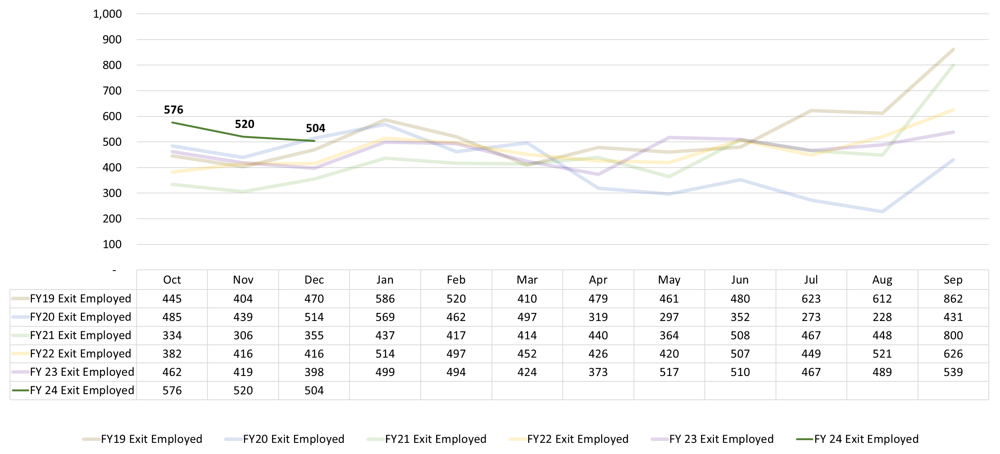 1,000
900
800
700
600
500
400
300
200
100
-
576
520
504
Oct Nov Dec Jan Feb Mar Apr May Jun Jul Aug Sep
FY19 Exit Employed 445 404 470 586 520 410 479 461 480 623 612 862
FY20 Exit Employed 485 439 514 569 462 497 319 297 352 273 228 431
FY21 Exit Employed 334 306 355 437 417 414 440 364 508 467 448 800
FY22 Exit Employed 382 416 416 514 497 452 426 420 507 449 521 626
FY 23 Exit Employed 462 419 398 499 494 424 373 517 510 467 489 539
FY 24 Exit Employed 576 520 504
FY19 Exit Employed FY20 Exit Employed FY21 Exit Employed FY22 Exit Employed FY 23 Exit Employed FY 24 Exit Employed